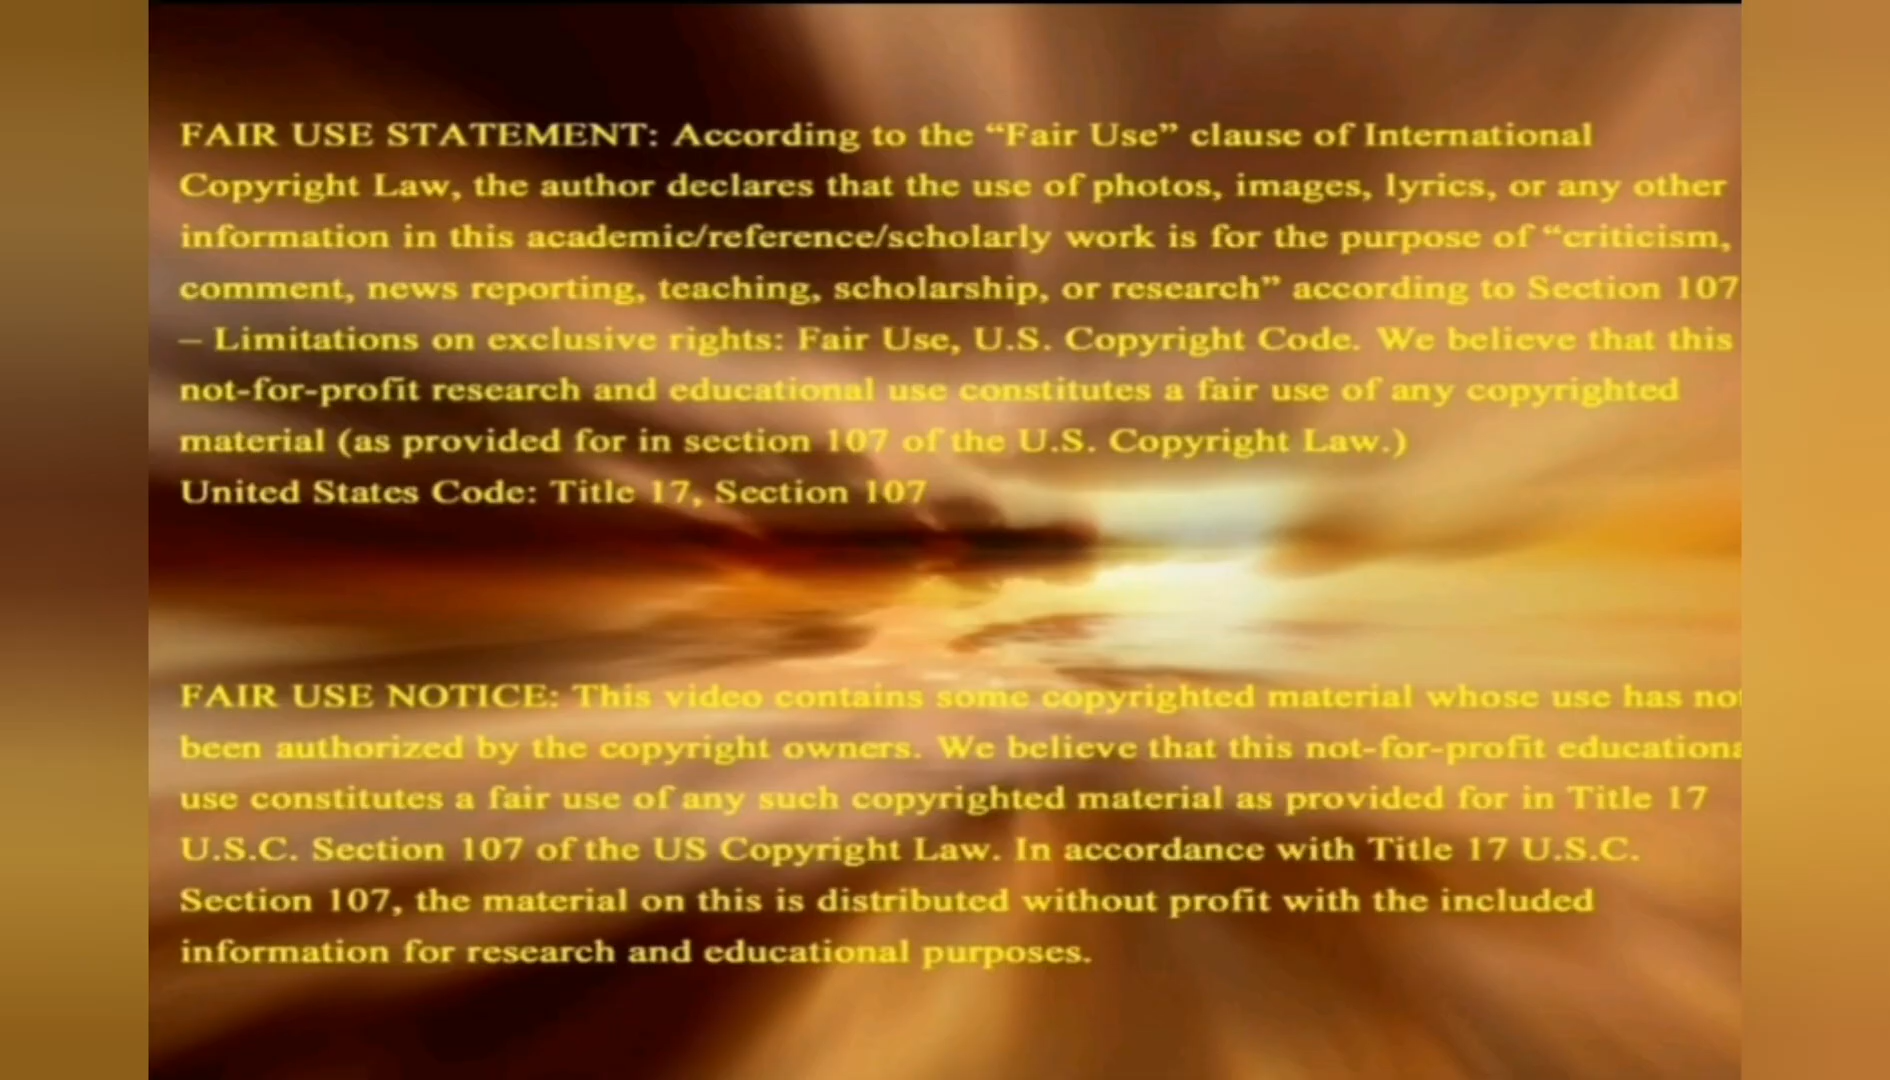 FAIR USE STATEMENT: According to the “Fair Use” clause of International
Copyright Law, the author declares that the use of photos, images, lyrics, or any other
information in this academic/reference/scholarly work is for the purpose of “criticism,
comment, news reporting, teaching, scholarship, or research” according to Section 107
– Limitations on exclusive rights: Fair Use, U.S. Copyright Code. We believe that this
not-for-profit research and educational use constitutes a fair use of any copyrighted
material (as provided for in section 107 of the U.S. Copyright Law.)
United States Code: Title 17, Section 107
FAIR USE NOTICE: This video contains some copyrighted material whose use has not
been authorized by the copyright owners. We believe that this not-for-profit educationa
use constitutes a fair use of any such copyrighted material as provided for in Title 17
U.S.C. Section 107 of the US Copyright Law. In accordance with Title 17 U.S.C.
Section 107, the material on this is distributed without profit with the included
information for research and educational purposes.